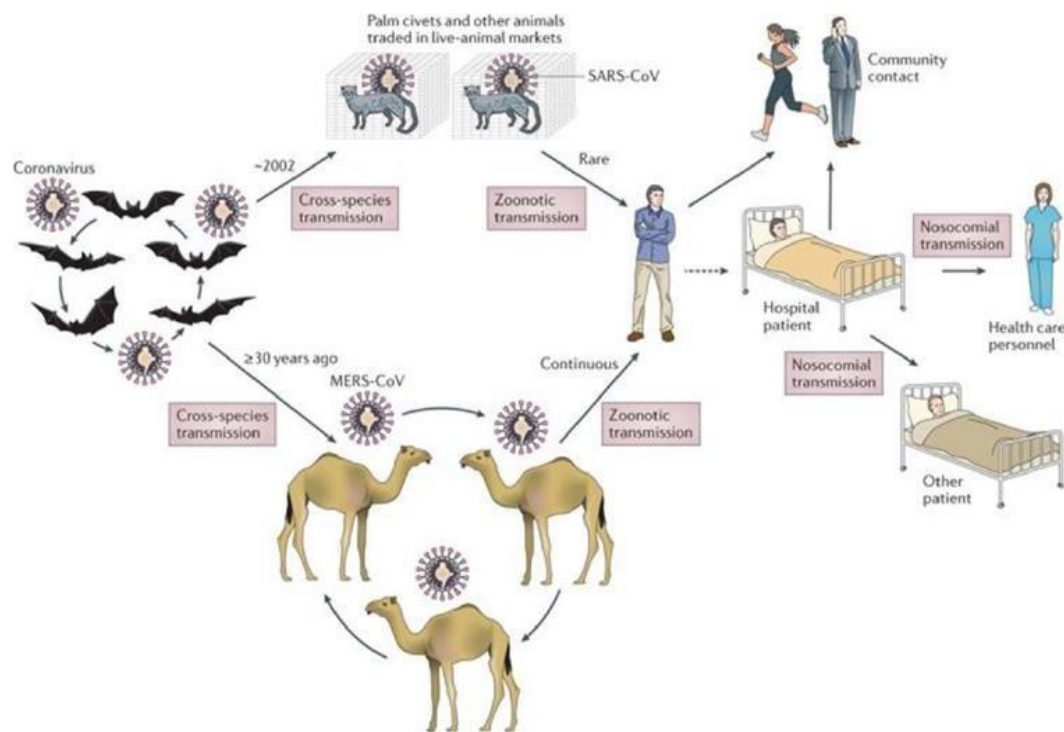 Palm civets and other animals
traded in live-animal markets
SARS-CoV
Community
contact
Coronavirus
~2002
Rare
Cross-species
transmission
Zoonotic
transmission
Nosocomial
transmission
Hospital
patient
Health care
personnel
≥30 years ago
MERS-CoV
Continuous
Nosocomial
transmission
Cross-species
transmission
Zoonotic
transmission
Other
patient